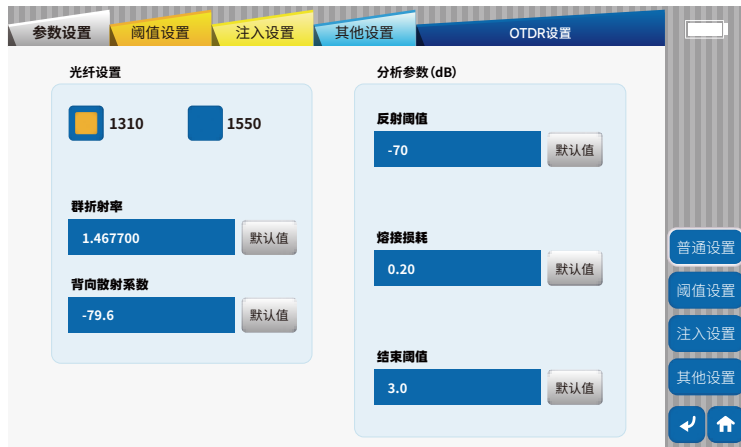 参数设置 阈值设置 注入设置 其他设置 OTDR设置
光纤设置
1310 1550
群折射率
1.467700 默认值
背向散射系数
-79.6 默认值
分析参数(dB)
反射阈值
-70 默认值
熔接损耗
0.20 默认值
结束阈值
3.0 默认值
普通设置
阈值设置
注入设置
其他设置